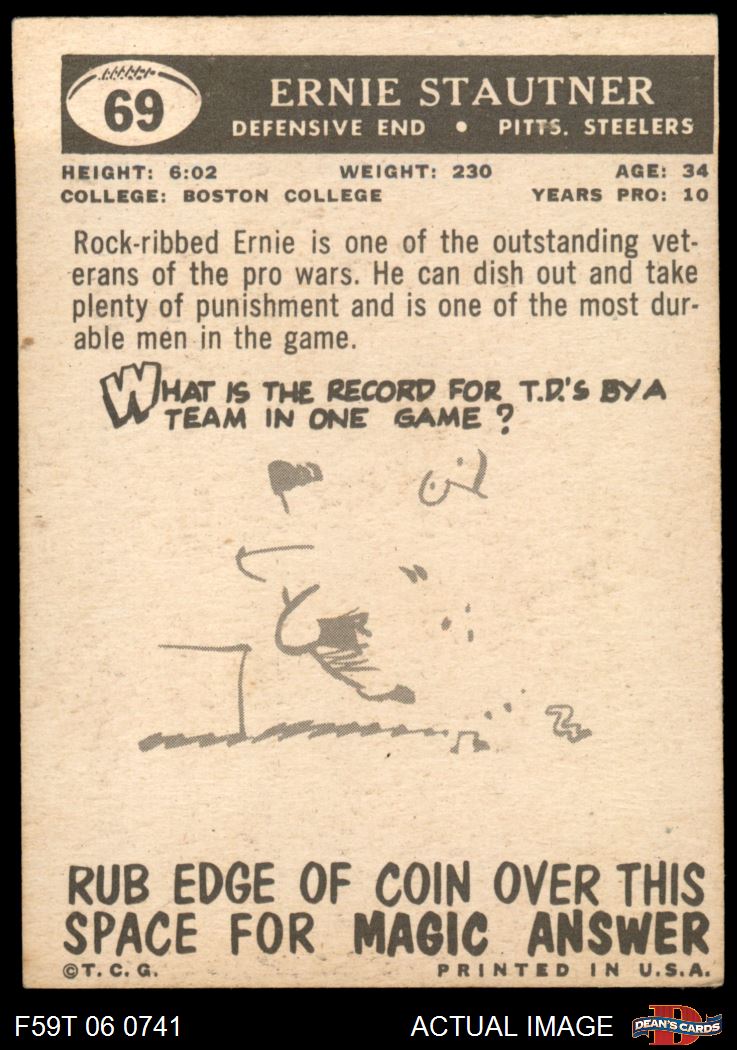 69
ERNIE STAUTNER
DEFENSIVE END • PITTS. STEELERS
HEIGHT: 6:02 WEIGHT: 230 AGE: 34
COLLEGE: BOSTON COLLEGE YEARS PRO: 10
Rock-ribbed Ernie is one of the outstanding vet-
erans of the pro wars. He can dish out and take
plenty of punishment and is one of the most dur-
able men in the game.
WHAT IS THE RECORD FOR T.D.'S BY A
TEAM IN ONE GAME?
RUB EDGE OF COIN OVER THIS
SPACE FOR MAGIC ANSWER
©T.C.G. PRINTED IN U.S.A.
F59T 06 0741 ACTUAL IMAGE DEAN'S CARDS